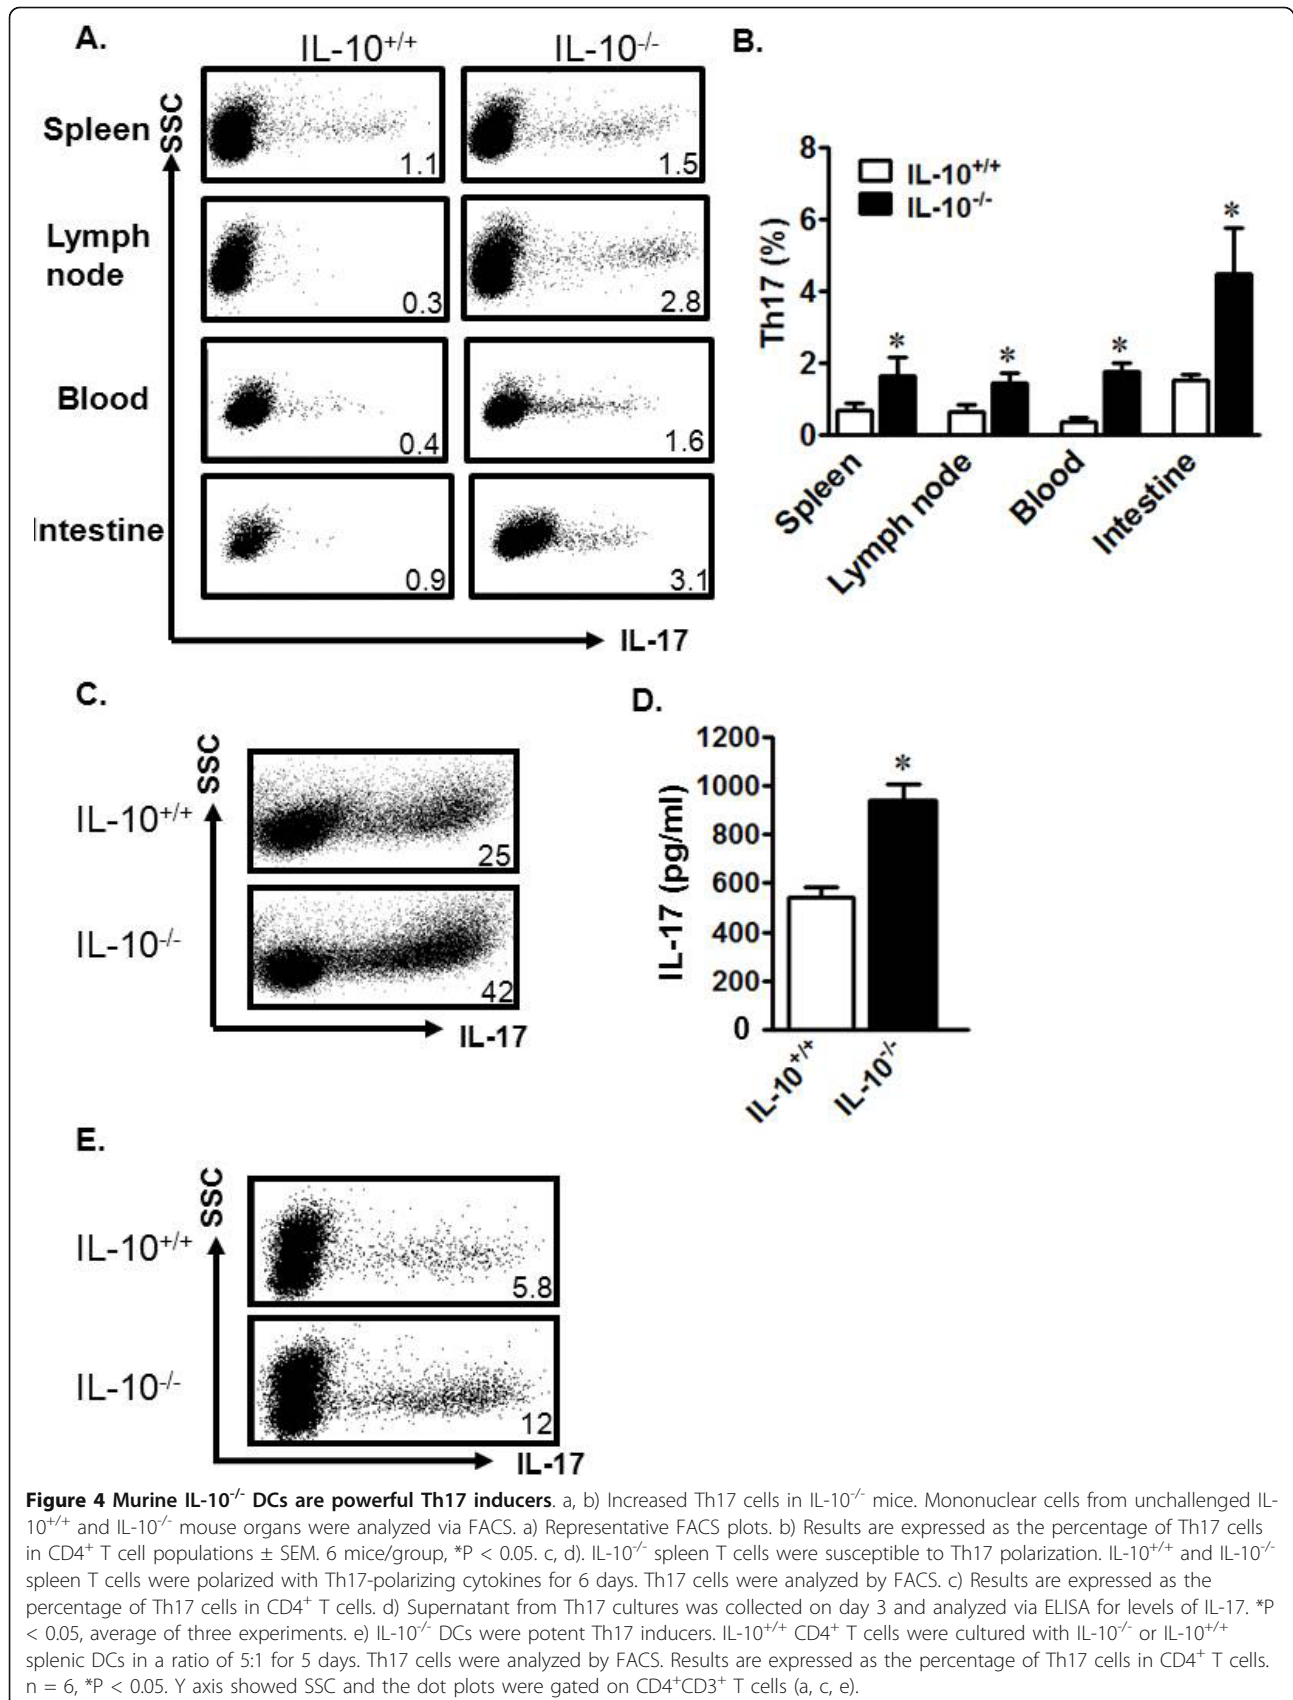 A.
IL-10+/+ IL-10-/-
SSC
Spleen
1.1 1.5
Lymph
node
0.3 2.8
Blood
0.4 1.6
Intestine
0.9 3.1
IL-17
B.
8
6
4
2
0
Th17 (%)
IL-10+/+
IL-10-/-
* * * *
Spleen Lymph node Blood Intestine
C.
SSC
IL-10+/+
25
IL-10-/-
42
IL-17
D.
1200
1000
800
600
400
200
0
IL-17 (pg/ml)
*
IL-10+/+ IL-10-/-
E.
SSC
IL-10+/+
5.8
IL-10-/-
12
IL-17
Figure 4 Murine IL-10-/- DCs are powerful Th17 inducers. a, b) Increased Th17 cells in IL-10-/- mice. Mononuclear cells from unchallenged IL-
10+/+ and IL-10-/- mouse organs were analyzed via FACS. a) Representative FACS plots. b) Results are expressed as the percentage of Th17 cells
in CD4+ T cell populations ± SEM. 6 mice/group, *P < 0.05. c, d). IL-10-/- spleen T cells were susceptible to Th17 polarization. IL-10+/+ and IL-10-/-
spleen T cells were polarized with Th17-polarizing cytokines for 6 days. Th17 cells were analyzed by FACS. c) Results are expressed as the
percentage of Th17 cells in CD4+ T cells. d) Supernatant from Th17 cultures was collected on day 3 and analyzed via ELISA for levels of IL-17. *P
< 0.05, average of three experiments. e) IL-10-/- DCs were potent Th17 inducers. IL-10+/+ CD4+ T cells were cultured with IL-10-/- or IL-10+/+
splenic DCs in a ratio of 5:1 for 5 days. Th17 cells were analyzed by FACS. Results are expressed as the percentage of Th17 cells in CD4+ T cells.
n = 6, *P < 0.05. Y axis showed SSC and the dot plots were gated on CD4+CD3+ T cells (a, c, e).